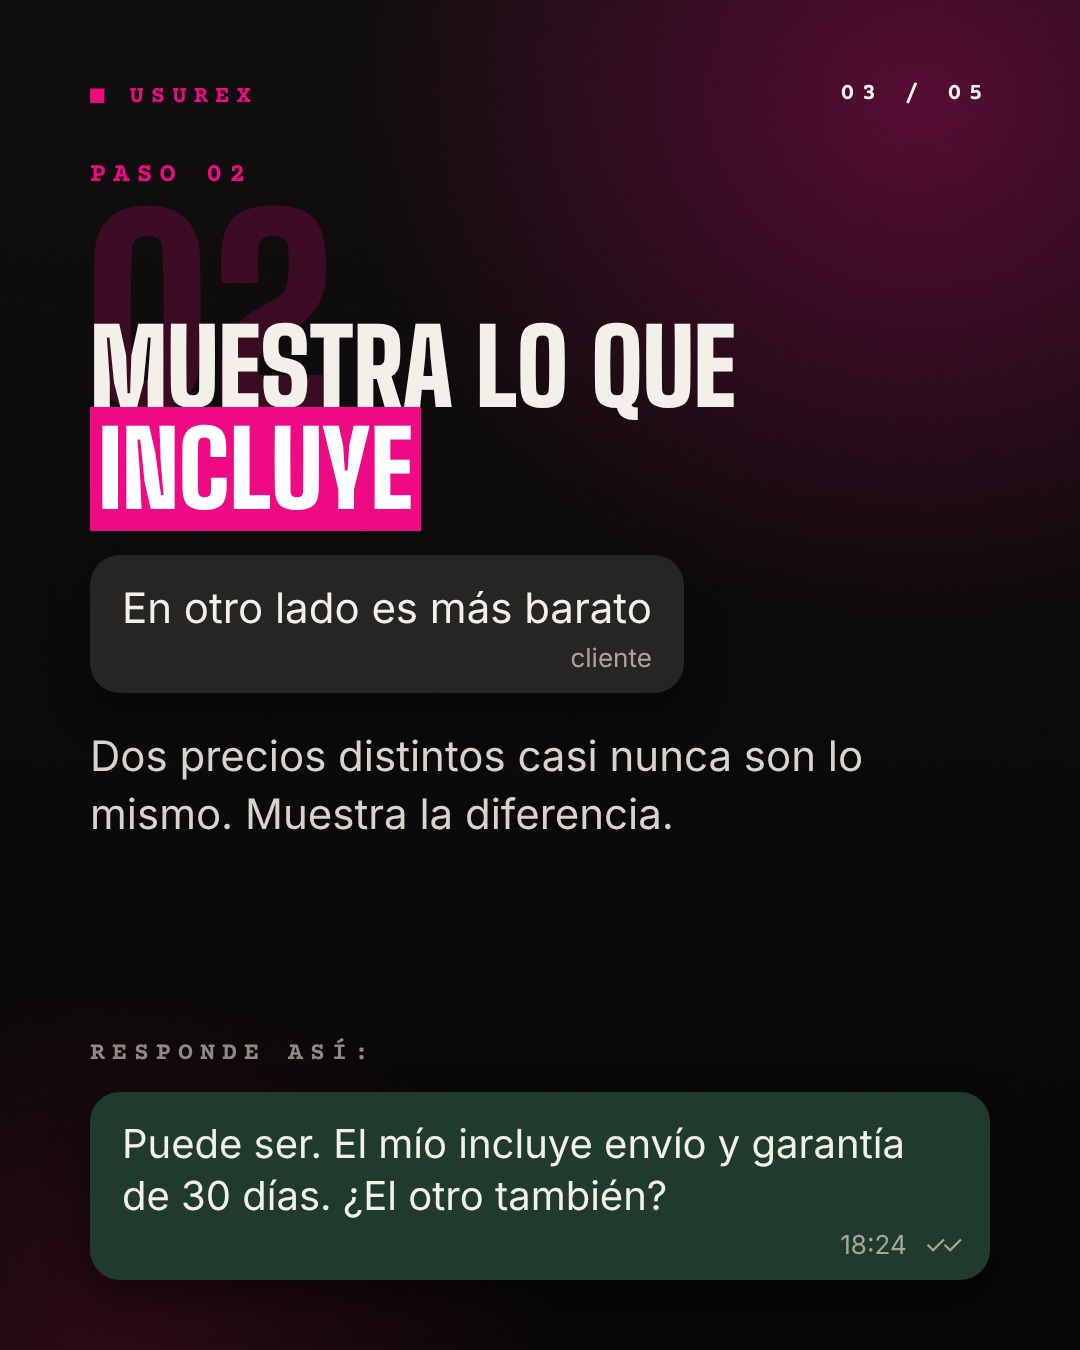 USUREX
03 / 05
PASO 02
02
MUESTRA LO QUE
INCLUYE
En otro lado es más barato
cliente
Dos precios distintos casi nunca son lo
mismo. Muestra la diferencia.
RESPONDE ASÍ:
Puede ser. El mío incluye envío y garantía
de 30 días. ¿El otro también?
18:24